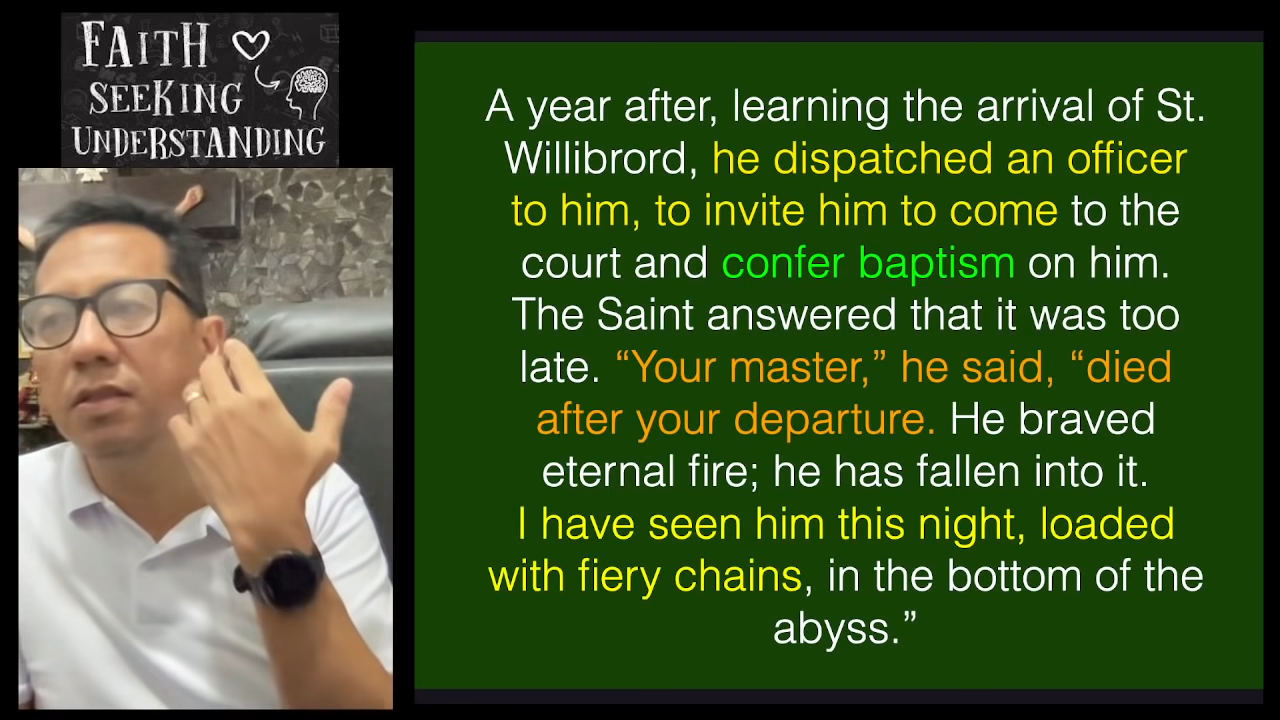 FAITH
SEEKING
UNDERSTANDING
A year after, learning the arrival of St.
Willibrord, he dispatched an officer
to him, to invite him to come to the
court and confer baptism on him.
The Saint answered that it was too
late. “Your master,” he said, “died
after your departure. He braved
eternal fire; he has fallen into it.
I have seen him this night, loaded
with fiery chains, in the bottom of the
abyss.”